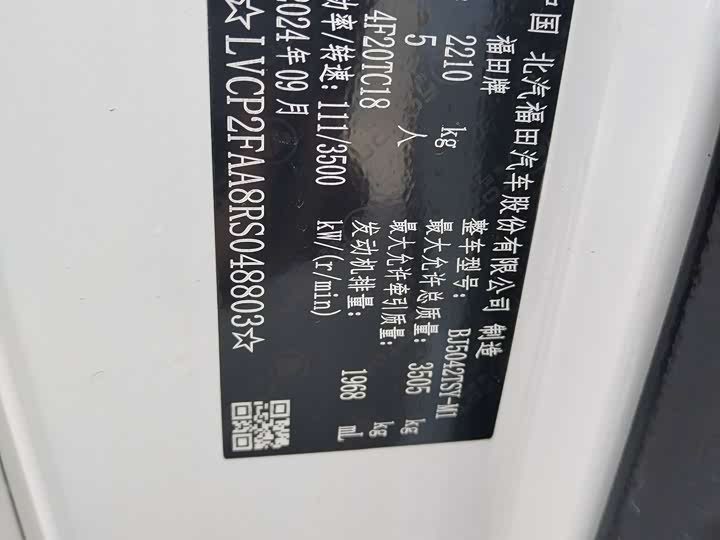 中国 北汽福田汽车股份有限公司 制造
福田牌 整车型号: BJ5042TSY-M1
2210 kg 最大允许总质量: 3505 kg
5 人 最大允许牵引质量: kg
4F20TC18 发动机排量: 1968 mL
功率/转速: 111/3500 kW/(r/min)
2024年09月
☆LVCP2FAA8RS048803☆